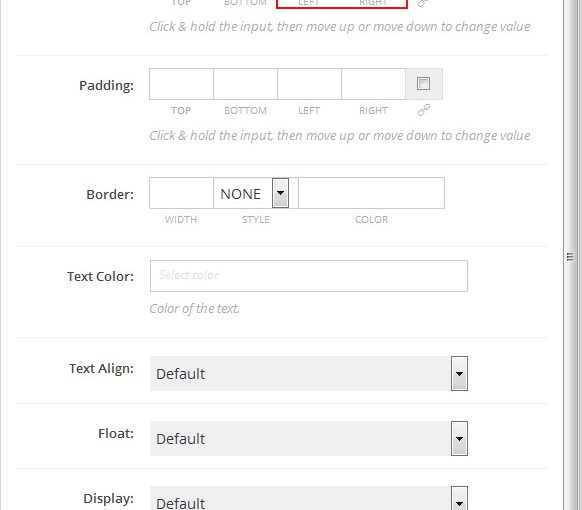 TOP BOTTOM LEFT RIGHT
Click & hold the input, then move up or move down to change value
Padding:
TOP BOTTOM LEFT RIGHT
Click & hold the input, then move up or move down to change value
Border: NONE
WIDTH STYLE COLOR
Text Color: Select color
Color of the text.
Text Align: Default
Float: Default
Display: Default